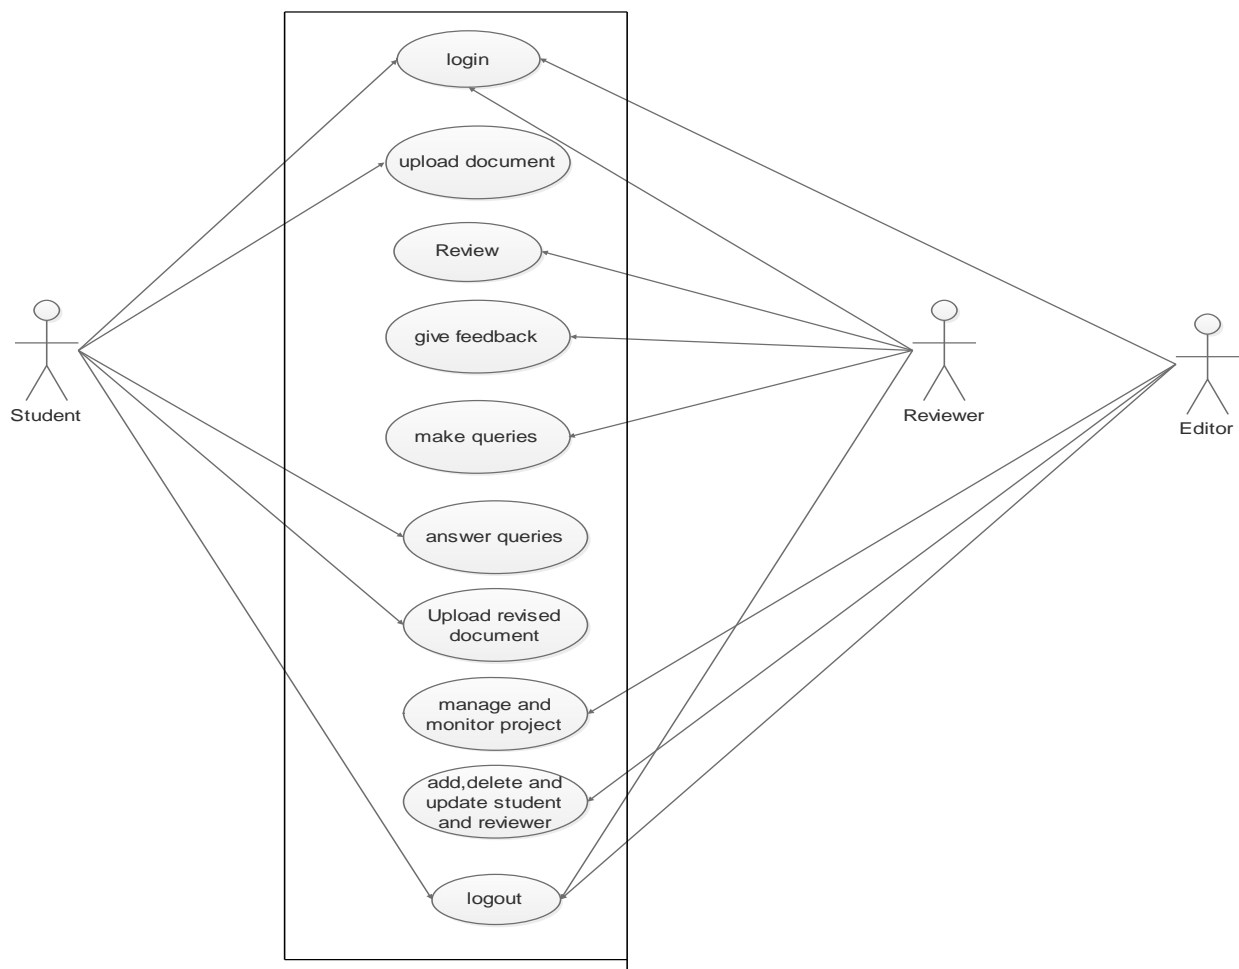 login
upload document
Review
give feedback
make queries
answer queries
Upload revised
document
manage and
monitor project
add,delete and
update student
and reviewer
logout
Student
Reviewer
Editor